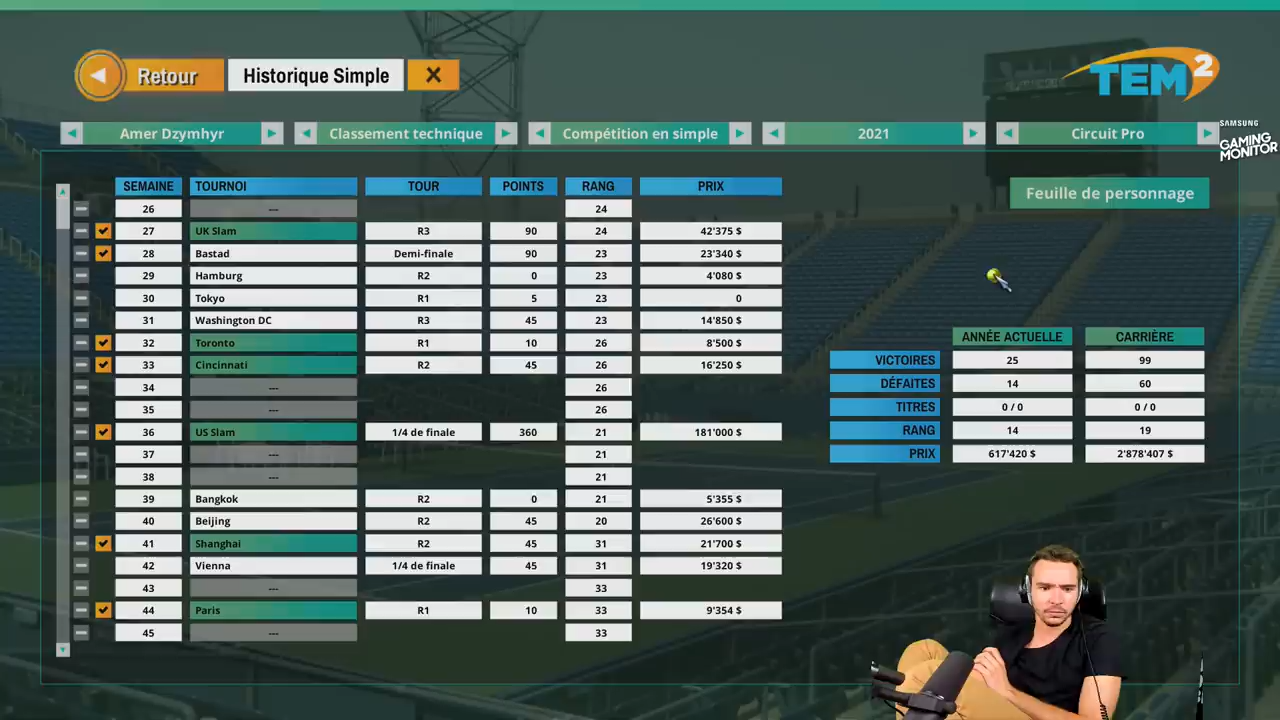 Retour
Historique Simple
X
TEM²
Amer Dzymhyr
Classement technique
Compétition en simple
2021
Circuit Pro
SAMSUNG
GAMING
MONITOR
SEMAINE TOURNOI TOUR POINTS RANG PRIX
Feuille de personnage
26 --- 24
27 UK Slam R3 90 24 42'375 $
28 Bastad Demi-finale 90 23 23'340 $
29 Hamburg R2 0 23 4'080 $
30 Tokyo R1 5 23 0
31 Washington DC R3 45 23 14'850 $
32 Toronto R1 10 26 8'500 $
33 Cincinnati R2 45 26 16'250 $
34 --- 26
35 --- 26
36 US Slam 1/4 de finale 360 21 181'000 $
37 --- 21
38 --- 21
39 Bangkok R2 0 21 5'355 $
40 Beijing R2 45 20 26'600 $
41 Shanghai R2 45 31 21'700 $
42 Vienna 1/4 de finale 45 31 19'320 $
43 --- 33
44 Paris R1 10 33 9'354 $
45 --- 33
ANNÉE ACTUELLE CARRIÈRE
VICTOIRES 25 99
DÉFAITES 14 60
TITRES 0 / 0 0 / 0
RANG 14 19
PRIX 617'420 $ 2'878'407 $